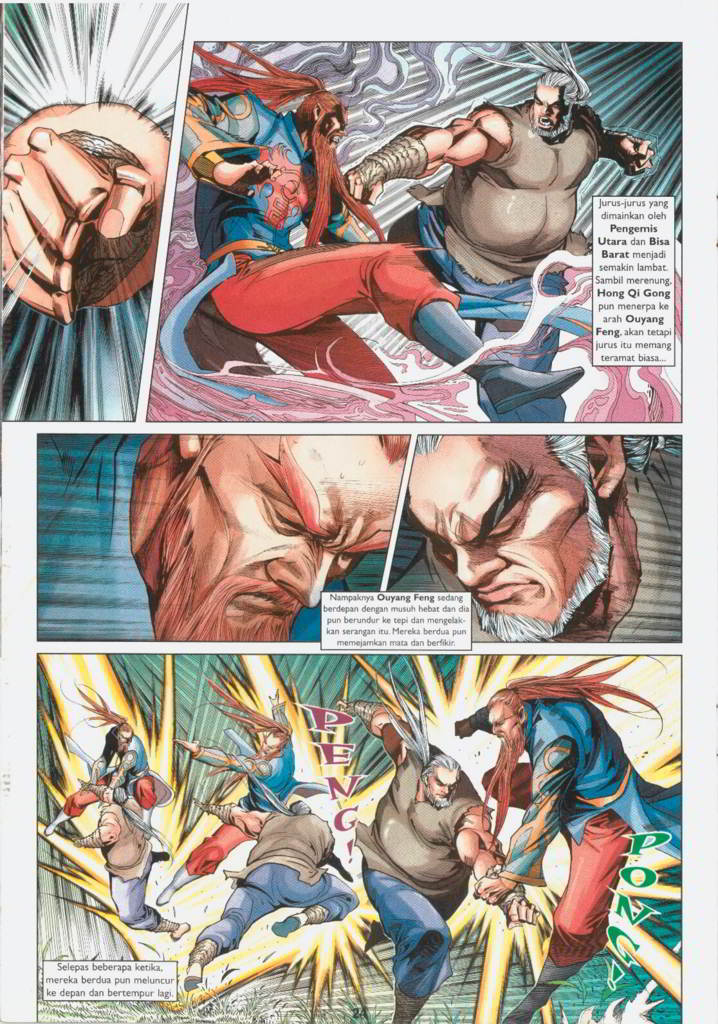 Jurus-jurus yang
dimainkan oleh
Pengemis
Utara dan Bisa
Barat menjadi
semakin lambat.
Sambil merenung,
Hong Qi Gong
pun menerpa ke
arah Ouyang
Feng, akan tetapi
jurus itu memang
teramat biasa...
Nampaknya Ouyang Feng sedang
berdepan dengan musuh hebat dan dia
pun berundur ke tepi dan mengelak-
kan serangan itu. Mereka berdua pun
memejamkan mata dan berfikir.
PENG!
PONG!
Selepas beberapa ketika,
mereka berdua pun meluncur
ke depan dan bertempur lagi.
24